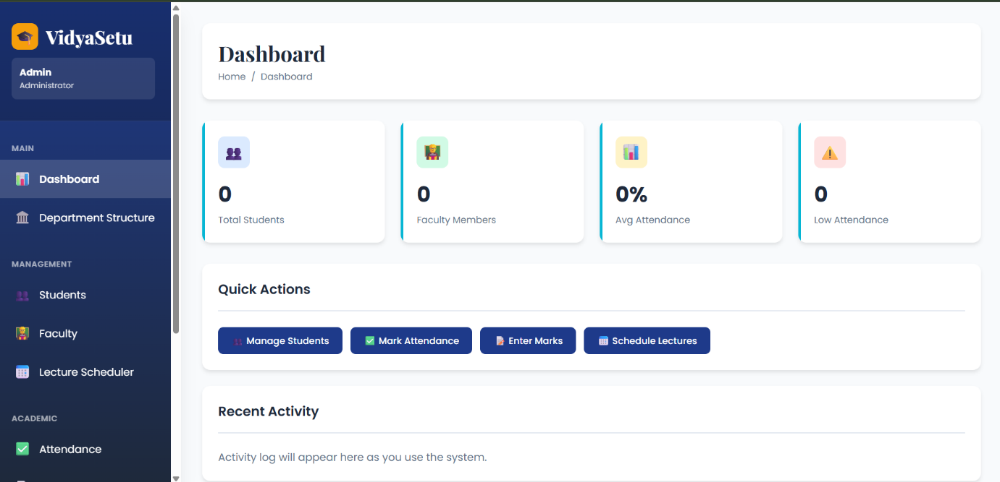 VidyaSetu
Admin
Administrator
MAIN
Dashboard
Department Structure
MANAGEMENT
Students
Faculty
Lecture Scheduler
ACADEMIC
Attendance
Dashboard
Home / Dashboard
0
Total Students
0
Faculty Members
0%
Avg Attendance
0
Low Attendance
Quick Actions
Manage Students
Mark Attendance
Enter Marks
Schedule Lectures
Recent Activity
Activity log will appear here as you use the system.